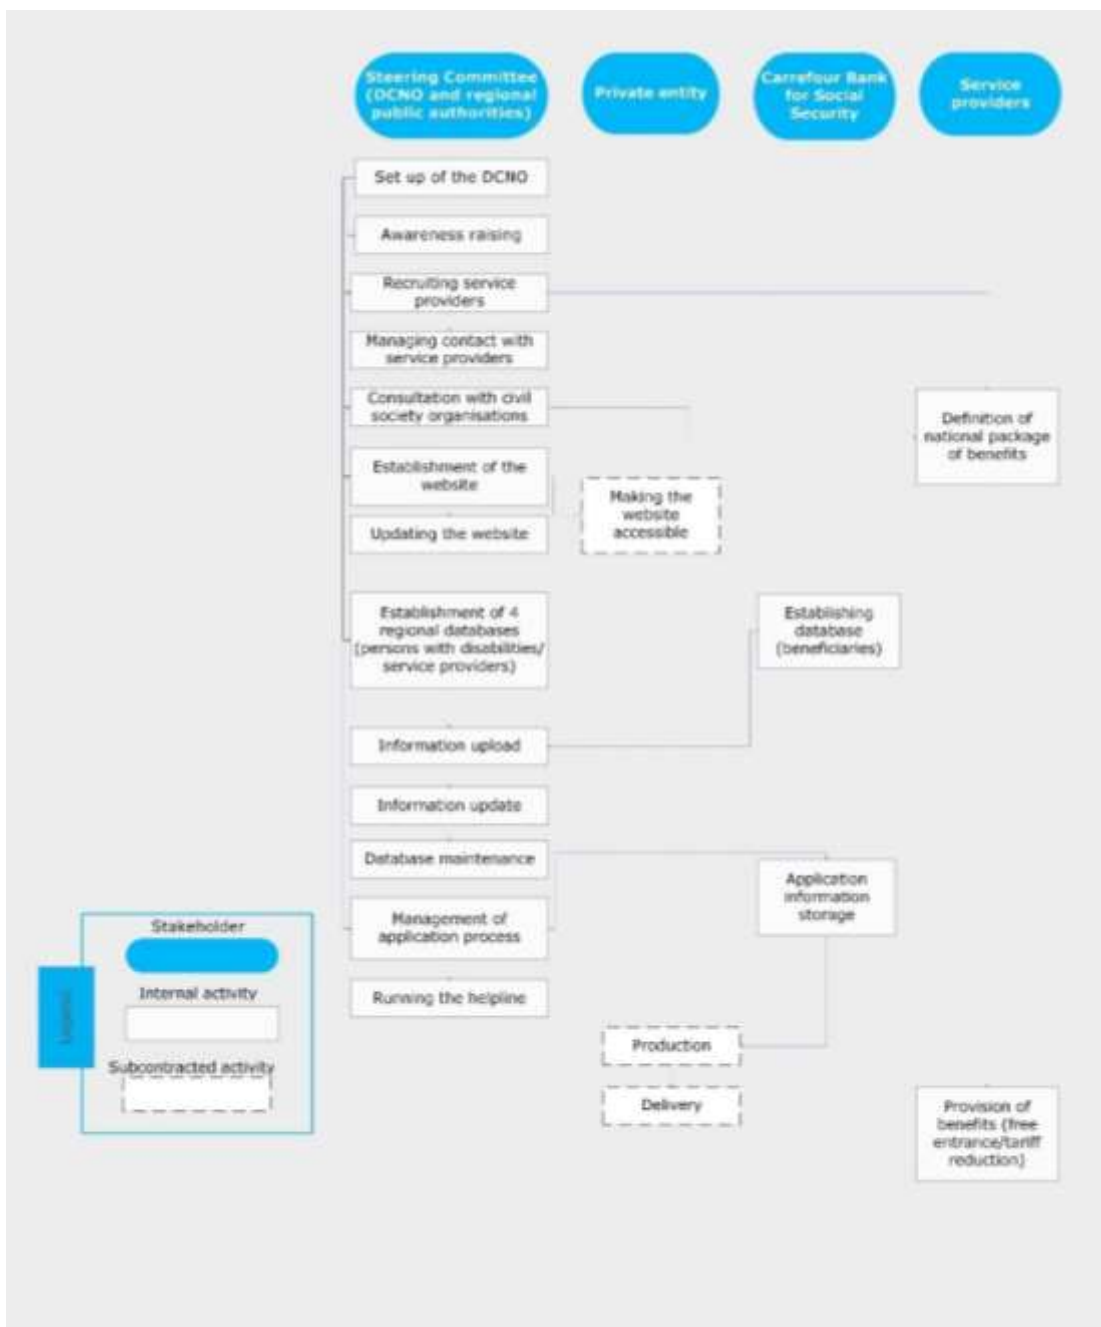 Steering Committee
(DCNO and regional
public authorities)
Private entity
Carrefour Bank
for Social
Security
Service
providers
Set up of the DCNO
Awareness raising
Recruiting service
providers
Managing contact with
service providers
Consultation with civil
society organisations
Definition of
national package
of benefits
Establishment of the
website
Making the
website
accessible
Updating the website
Establishment of 4
regional databases
(persons with disabilities/
service providers)
Establishing
database
(beneficiaries)
Information upload
Information update
Database maintenance
Application
information
storage
Management of
application process
Running the helpline
Production
Delivery
Provision of
benefits (free
entrance/tariff
reduction)
Stakeholder
Internal activity
Subcontracted activity